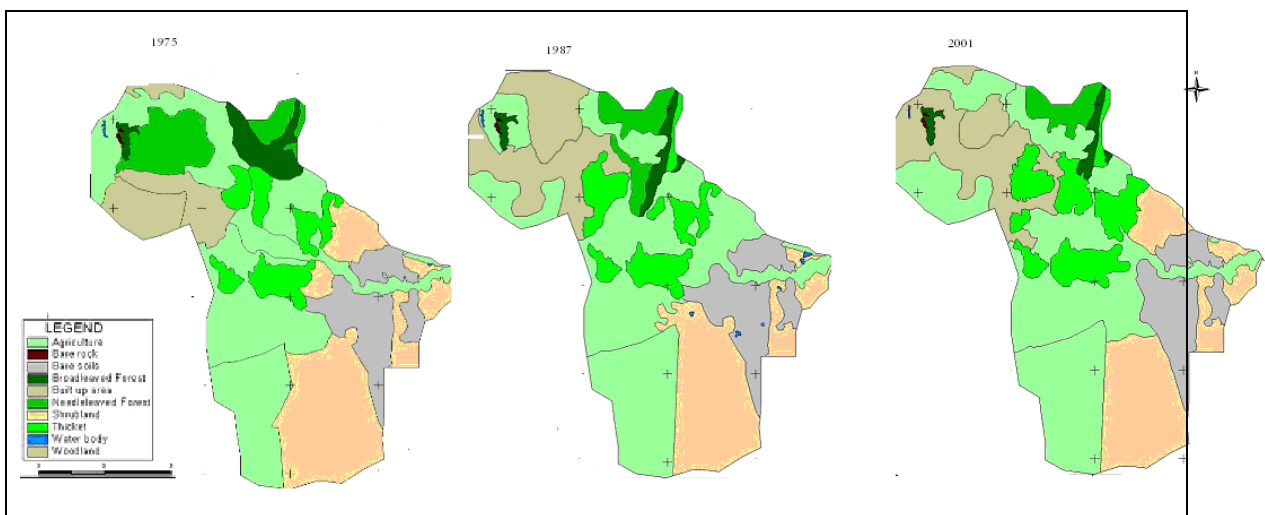 1975
1987
2001
N
LEGEND
Agriculture
Bare rock
Bare soils
Broadleaved Forest
Built up area
Needleleaved Forest
Shrubland
Thicket
Water body
Woodland